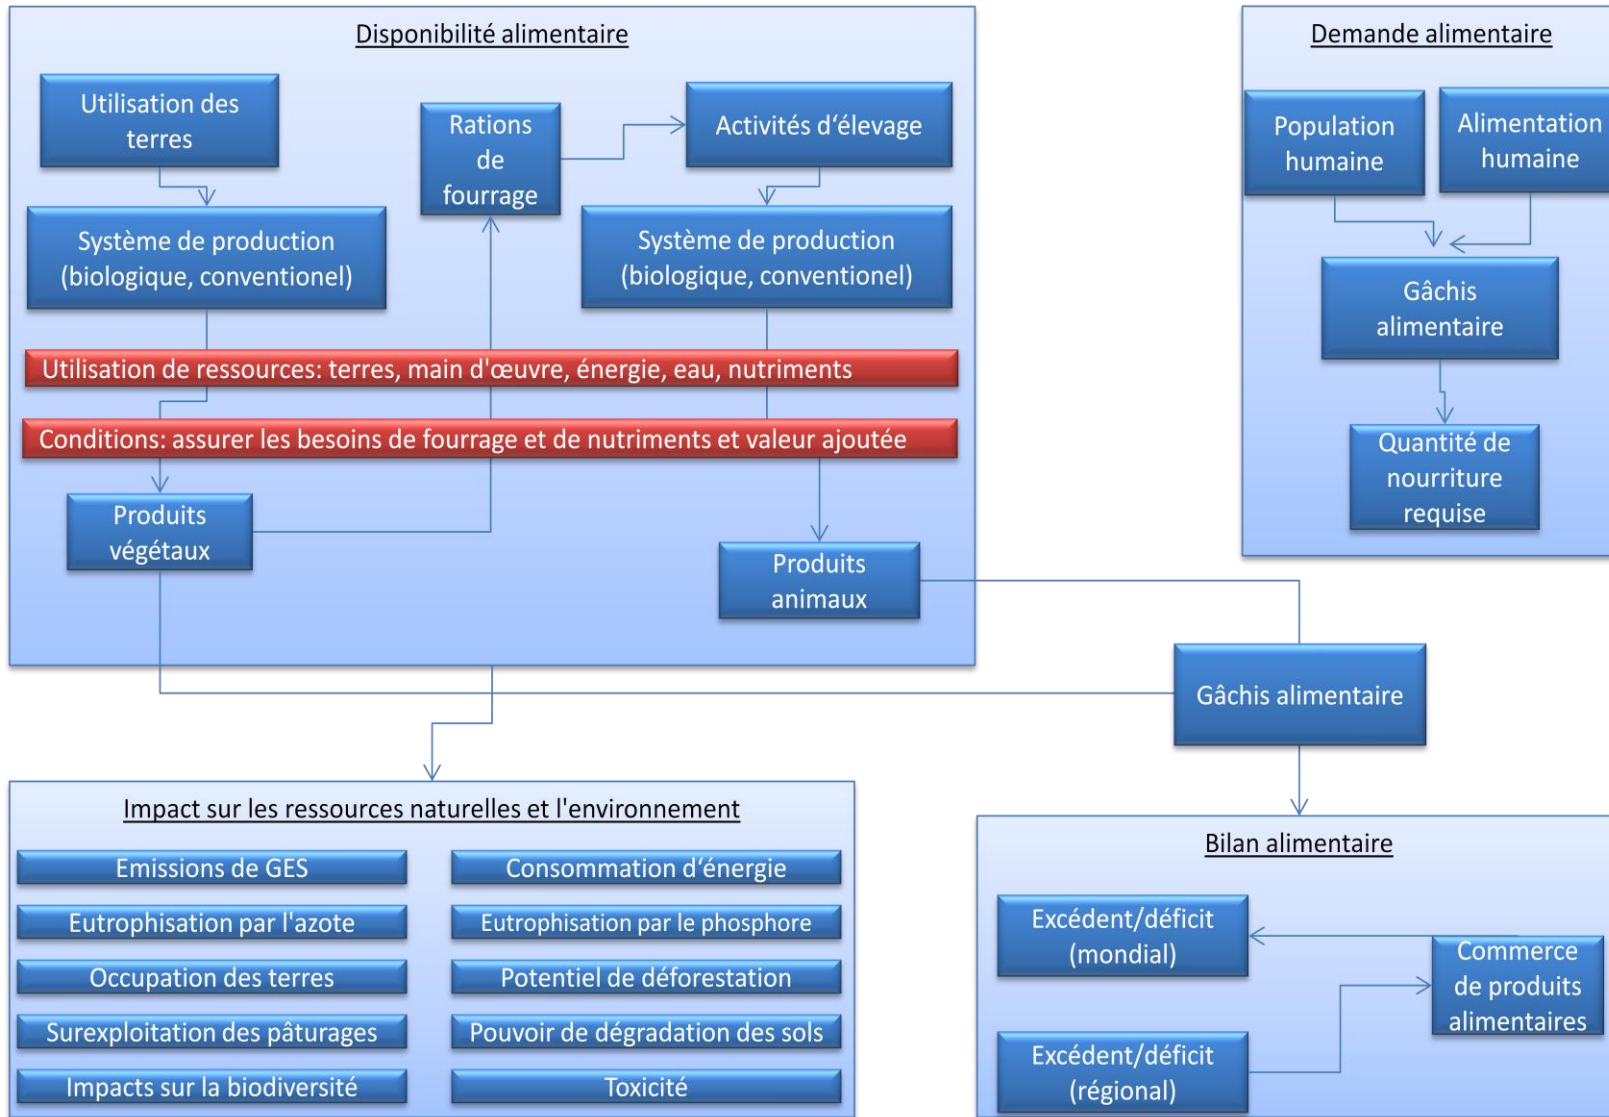 Disponibilité alimentaire
Utilisation des
terres
Rations
de
fourrage
Activités d‘élevage
Système de production
(biologique, conventionel)
Système de production
(biologique, conventionel)
Utilisation de ressources: terres, main d'œuvre, énergie, eau, nutriments
Conditions: assurer les besoins de fourrage et de nutriments et valeur ajoutée
Produits
végétaux
Produits
animaux
Demande alimentaire
Population
humaine
Alimentation
humaine
Gâchis
alimentaire
Quantité de
nourriture
requise
Gâchis alimentaire
Impact sur les ressources naturelles et l'environnement
Emissions de GES
Consommation d‘énergie
Eutrophisation par l'azote
Eutrophisation par le phosphore
Occupation des terres
Potentiel de déforestation
Surexploitation des pâturages
Pouvoir de dégradation des sols
Impacts sur la biodiversité
Toxicité
Bilan alimentaire
Excédent/déficit
(mondial)
Commerce
de produits
alimentaires
Excédent/déficit
(régional)